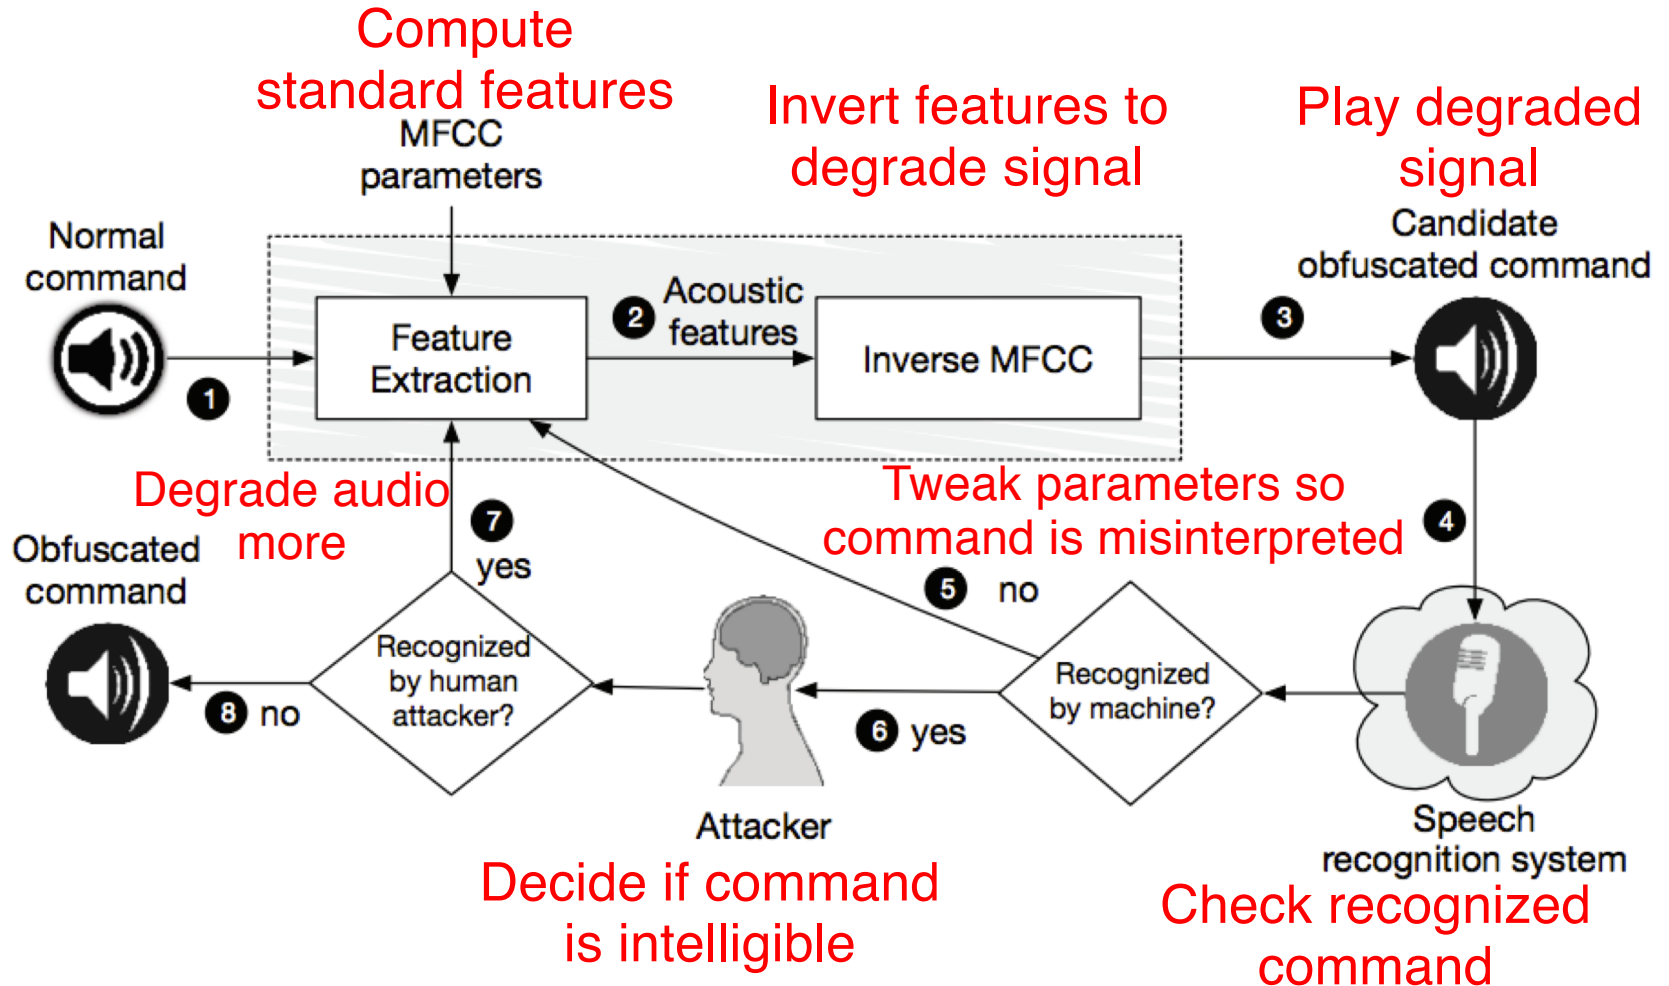 Compute
standard features
MFCC
parameters
Invert features to
degrade signal
Play degraded
signal
Normal
command
Candidate
obfuscated command
1
Feature
Extraction
2
Acoustic
features
Inverse MFCC
3
Degrade audio
more
7
yes
Tweak parameters so
command is misinterpreted
5
no
4
Obfuscated
command
8
no
Recognized
by human
attacker?
Attacker
6
yes
Recognized
by machine?
Speech
recognition system
Decide if command
is intelligible
Check recognized
command